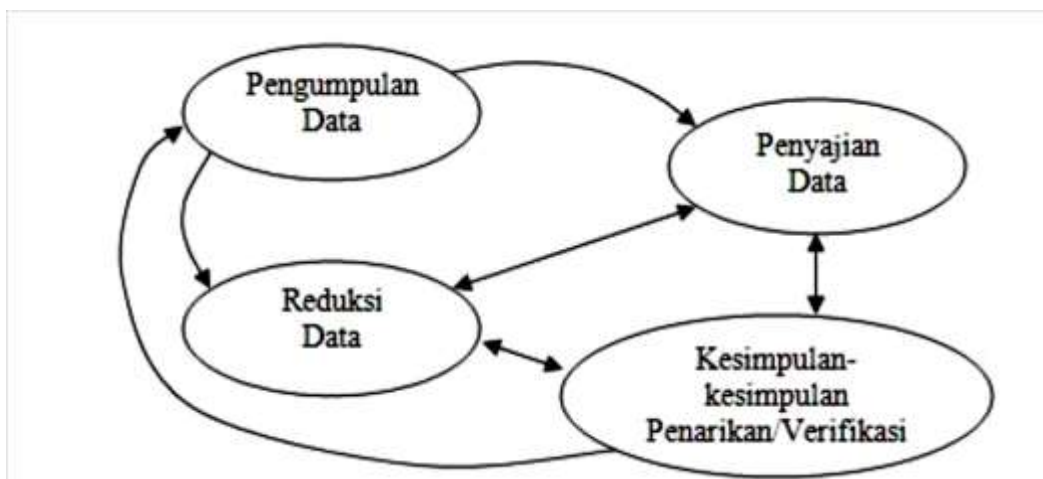 Pengumpulan
Data
Penyajian
Data
Reduksi
Data
Kesimpulan-
kesimpulan
Penarikan/Verifikasi